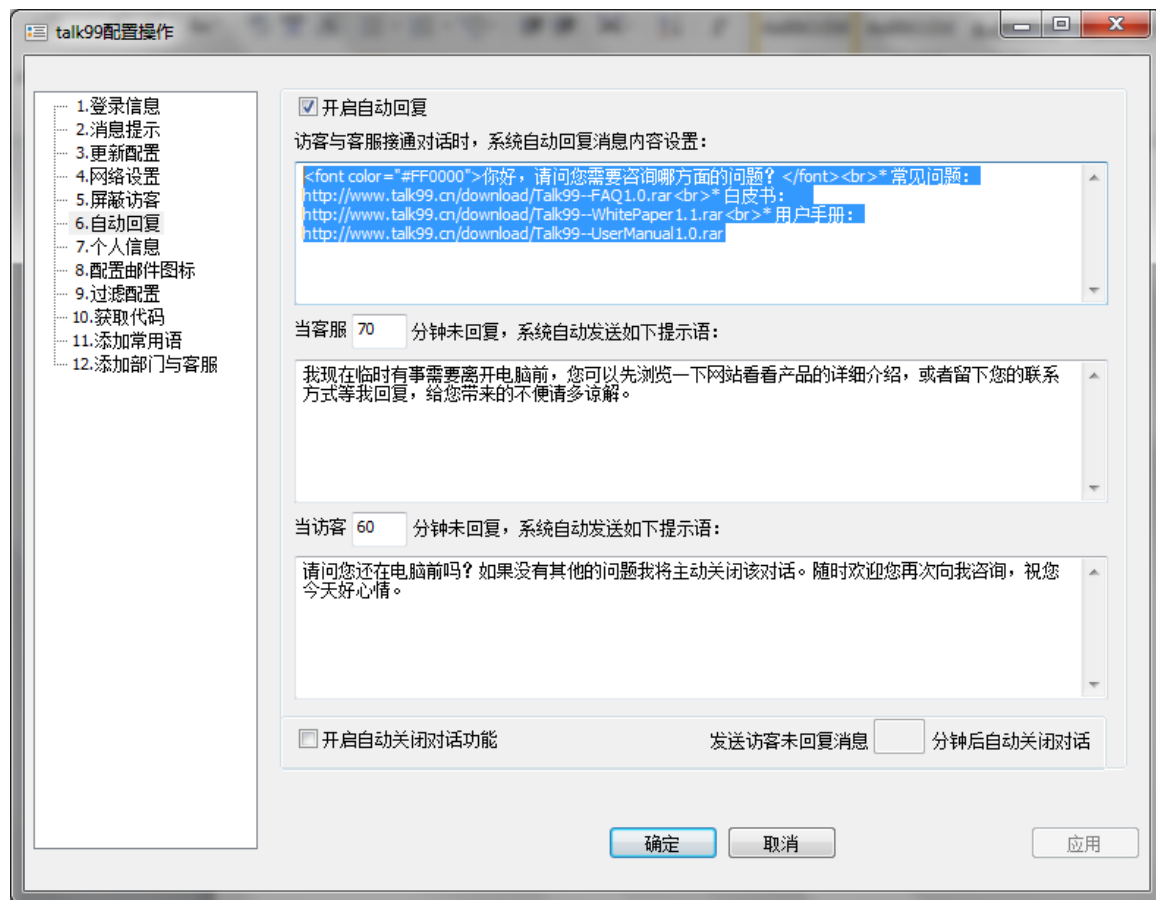 talk99配置操作
1.登录信息
2.消息提示
3.更新配置
4.网络设置
5.屏蔽访客
6.自动回复
7.个人信息
8.配置邮件图标
9.过滤配置
10.获取代码
11.添加常用语
12.添加部门与客服
开启自动回复
访客与客服接通对话时，系统自动回复消息内容设置：
<font color="#FF0000">你好，请问您需要咨询哪方面的问题？</font><br>* 常见问题：
http://www.talk99.cn/download/Talk99--FAQ1.0.rar<br>* 白皮书：
http://www.talk99.cn/download/Talk99--WhitePaper1.1.rar<br>* 用户手册：
http://www.talk99.cn/download/Talk99--UserManual1.0.rar
当客服 70 分钟未回复，系统自动发送如下提示语：
我现在临时有事需要离开电脑前，您可以先浏览一下网站看看产品的详细介绍，或者留下您的联系
方式等我回复，给您带来的不便请多谅解。
当访客 60 分钟未回复，系统自动发送如下提示语：
请问您还在电脑前吗？如果没有其他的问题我将主动关闭该对话。随时欢迎您再次向我咨询，祝您
今天好心情。
开启自动关闭对话功能 发送访客未回复消息 分钟后自动关闭对话
确定 取消 应用